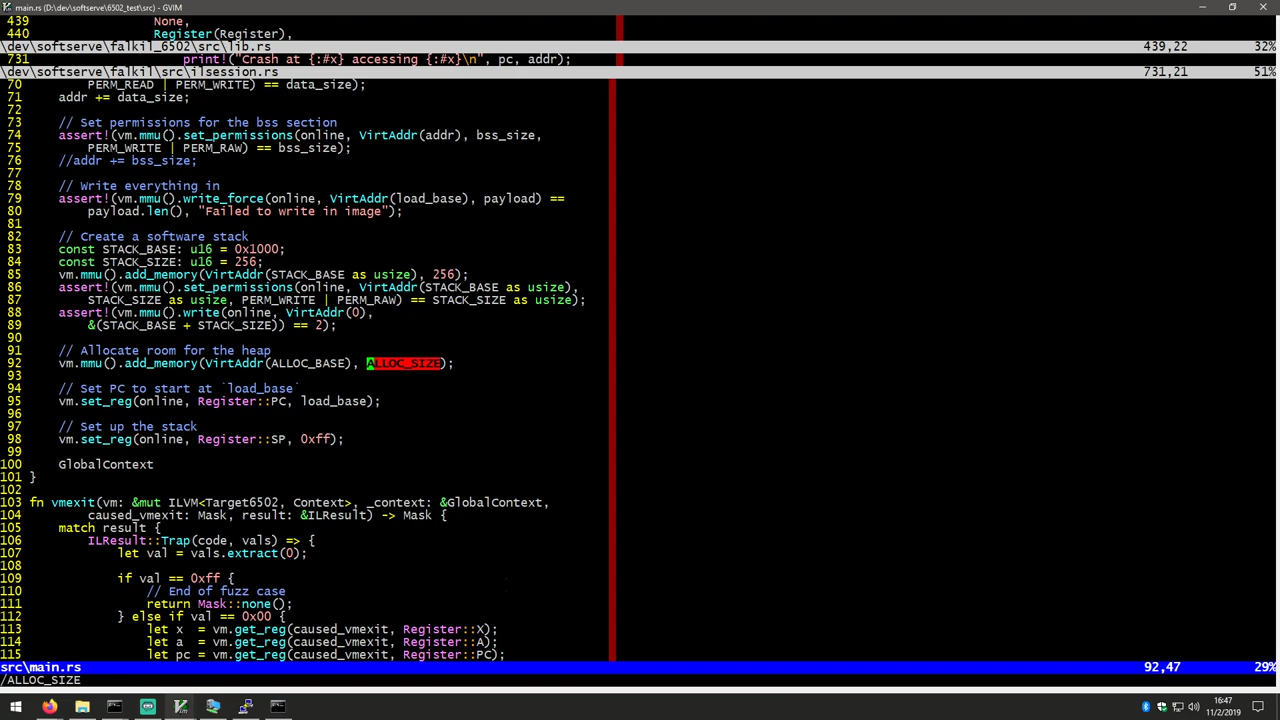 main.rs (D:\dev\softserve\6502_test\src) - GVIM
439                     None,
440                     Register(Register),
\dev\softserve\falkil_6502\src\lib.rs 439,22 32%
731                         print!("Crash at {:#x} accessing {:#x}\n", pc, addr);
\dev\softserve\falkil\src\ilsession.rs 731,21 51%
70         PERM_READ | PERM_WRITE) == data_size);
71     addr += data_size;
72
73     // Set permissions for the bss section
74     assert!(vm.mmu().set_permissions(online, VirtAddr(addr), bss_size,
75         PERM_WRITE | PERM_RAW) == bss_size);
76     //addr += bss_size;
77
78     // Write everything in
79     assert!(vm.mmu().write_force(online, VirtAddr(load_base), payload) ==
80         payload.len(), "Failed to write in image");
81
82     // Create a software stack
83     const STACK_BASE: u16 = 0x1000;
84     const STACK_SIZE: u16 = 256;
85     vm.mmu().add_memory(VirtAddr(STACK_BASE as usize), 256);
86     assert!(vm.mmu().set_permissions(online, VirtAddr(STACK_BASE as usize),
87         STACK_SIZE as usize, PERM_WRITE | PERM_RAW) == STACK_SIZE as usize);
88     assert!(vm.mmu().write(online, VirtAddr(0),
89         &(STACK_BASE + STACK_SIZE)) == 2);
90
91     // Allocate room for the heap
92     vm.mmu().add_memory(VirtAddr(ALLOC_BASE), ALLOC_SIZE);
93
94     // Set PC to start at `load_base`
95     vm.set_reg(online, Register::PC, load_base);
96
97     // Set up the stack
98     vm.set_reg(online, Register::SP, 0xff);
99
100     GlobalContext
101 }
102
103 fn vmexit(vm: &mut ILVM<Target6502, Context>, _context: &GlobalContext,
104         caused_vmexit: Mask, result: &ILResult) -> Mask {
105     match result {
106         ILResult::Trap(code, vals) => {
107             let val = vals.extract(0);
108
109             if val == 0xff {
110                 // End of fuzz case
111                 return Mask::none();
112             } else if val == 0x00 {
113                 let x  = vm.get_reg(caused_vmexit, Register::X);
114                 let a  = vm.get_reg(caused_vmexit, Register::A);
115                 let pc = vm.get_reg(caused_vmexit, Register::PC);
src\main.rs 92,47 29%
/ALLOC_SIZE
16:47
11/2/2019